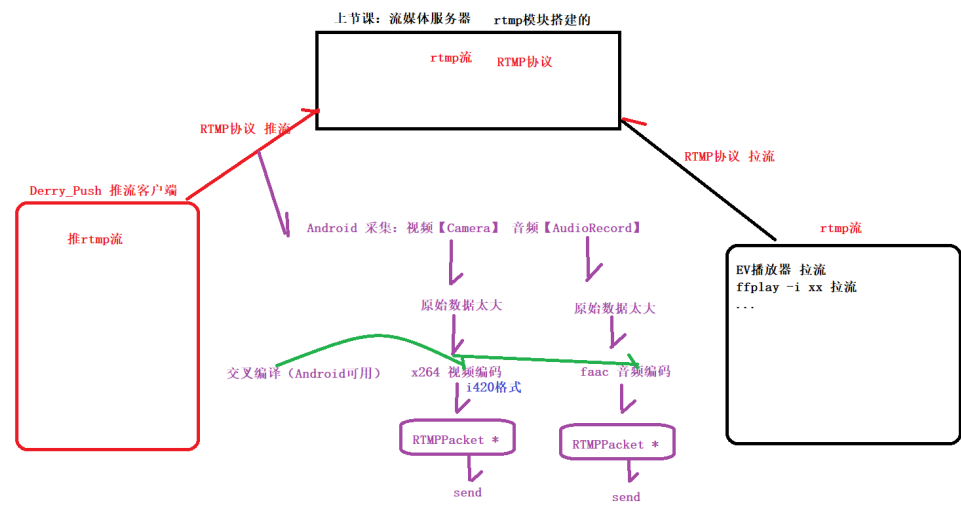 上节课：流媒体服务器 rtmp模块搭建的
rtmp流 RTMP协议
RTMP协议 推流
RTMP协议 拉流
Derry_Push 推流客户端
推rtmp流
Android 采集：视频【Camera】 音频【AudioRecord】
rtmp流
EV播放器 拉流
ffplay -i xx 拉流
...
原始数据太大
原始数据太大
交叉编译（Android可用）
x264 视频编码
faac 音频编码
i420格式
RTMPPacket *
RTMPPacket *
send
send